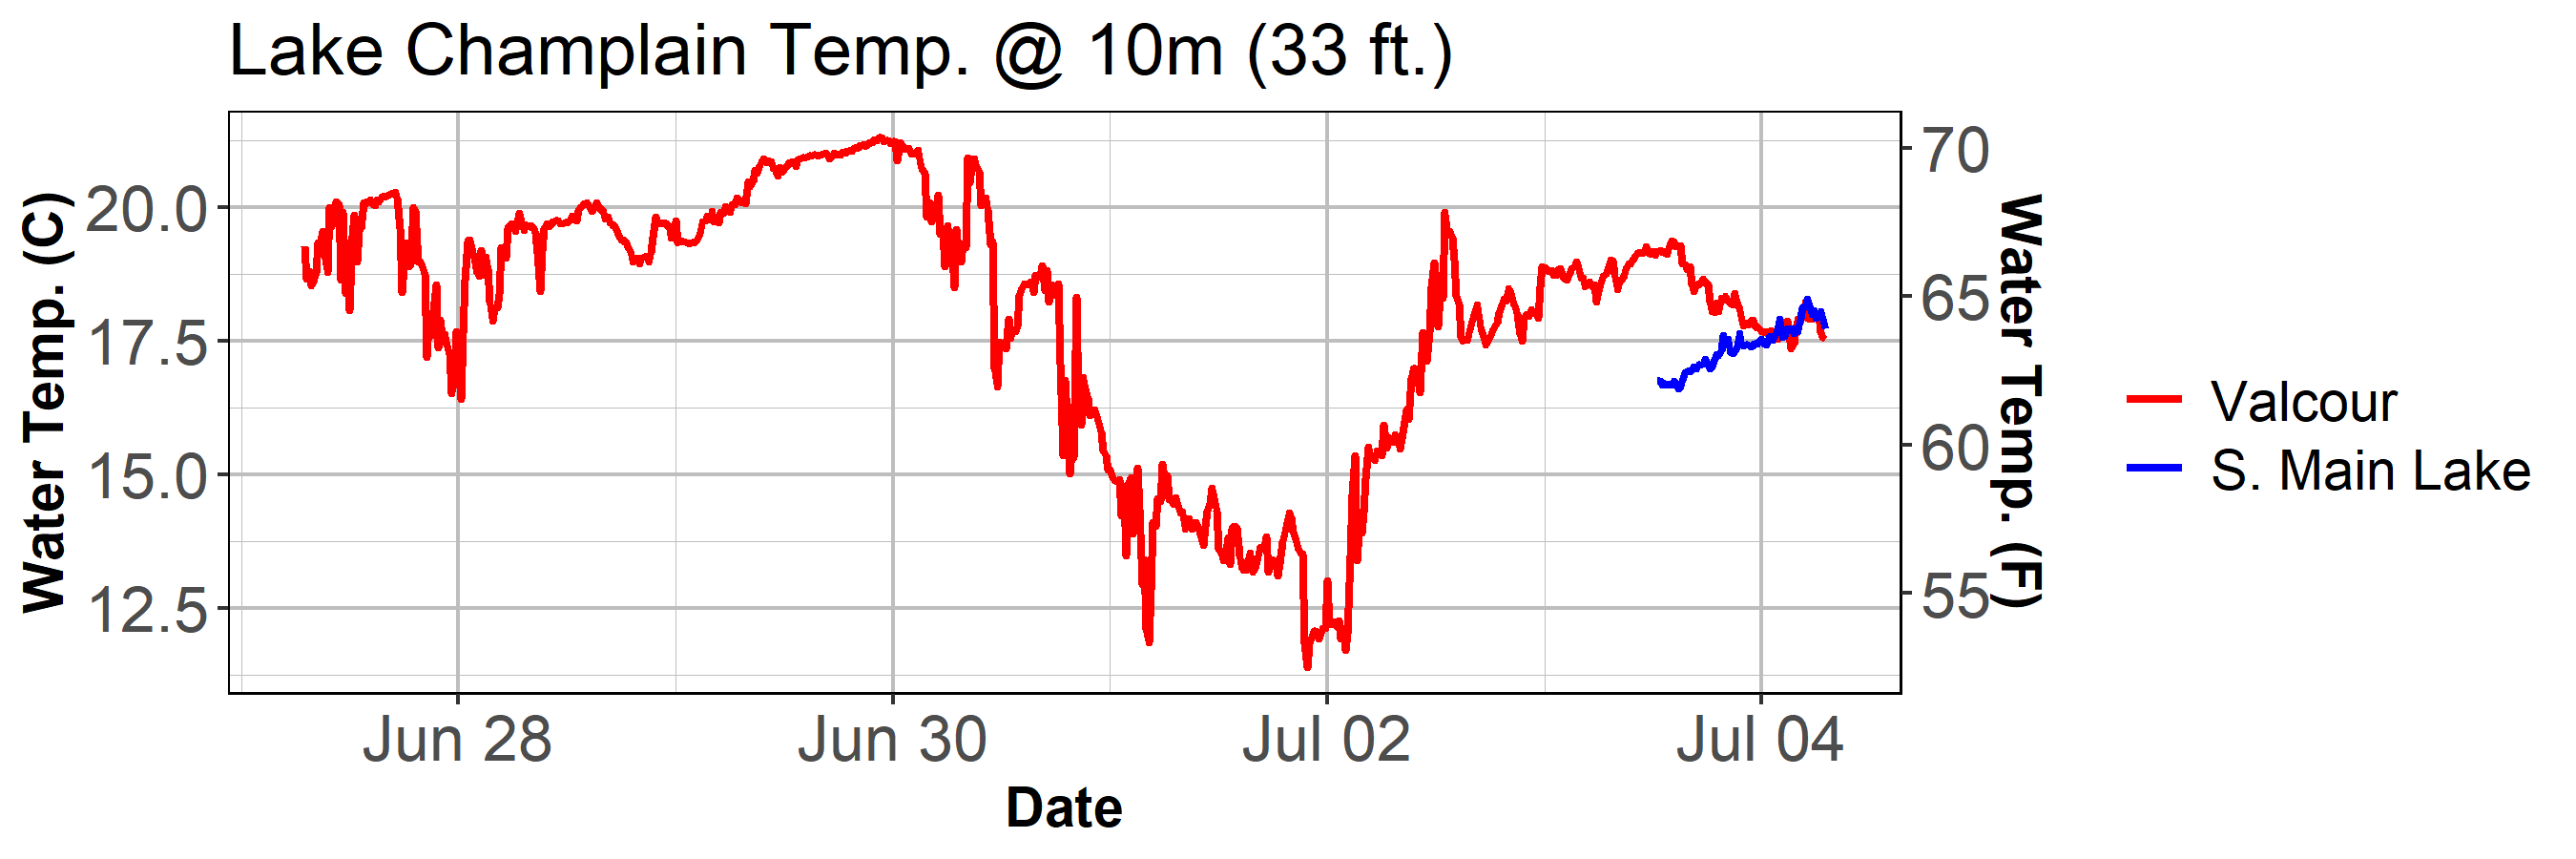 Lake Champlain Temp. @ 10m (33 ft.)
Water Temp. (C)
20.0
17.5
15.0
12.5
70
65
60
55
Water Temp. (F)
Jun 28
Jun 30
Jul 02
Jul 04
Date
Valcour
S. Main Lake